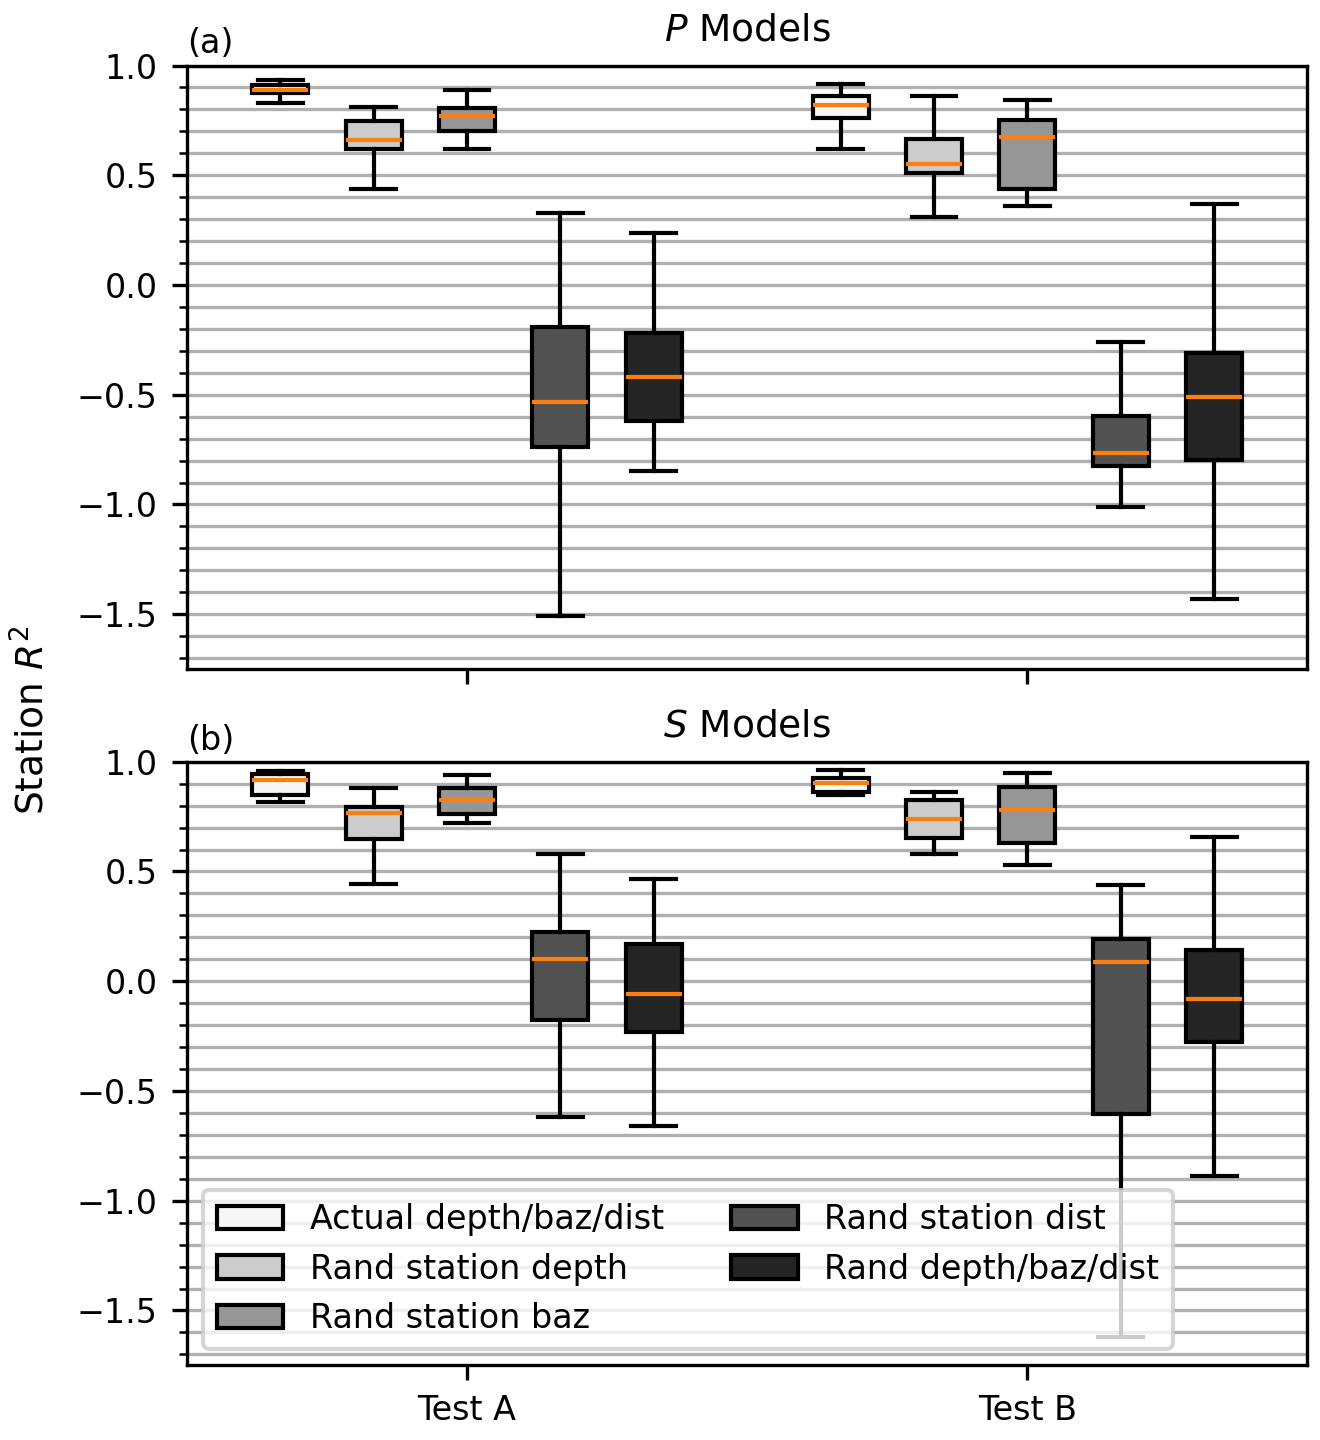 P Models
(a)
1.0
0.5
0.0
−0.5
−1.0
−1.5
Station R²
S Models
(b)
1.0
0.5
0.0
−0.5
−1.0
−1.5
Actual depth/baz/dist
Rand station depth
Rand station baz
Rand station dist
Rand depth/baz/dist
Test A
Test B